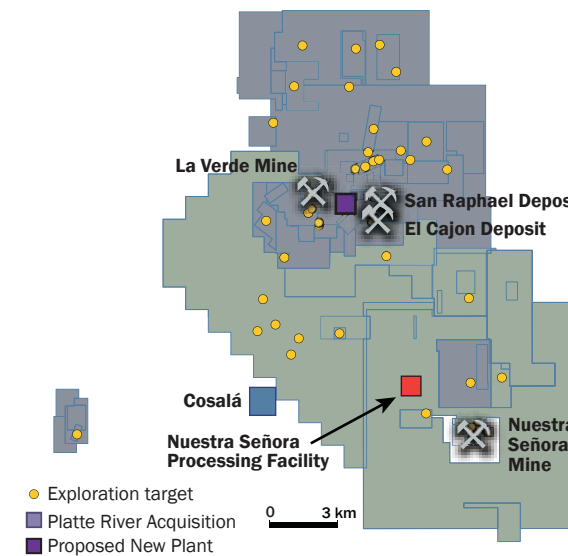 La Verde Mine
San Raphael Depos
El Cajon Deposit
Cosalá
Nuestra Señora
Processing Facility
Nuestra
Señora
Mine
Exploration target
Platte River Acquisition
Proposed New Plant
0 3 km